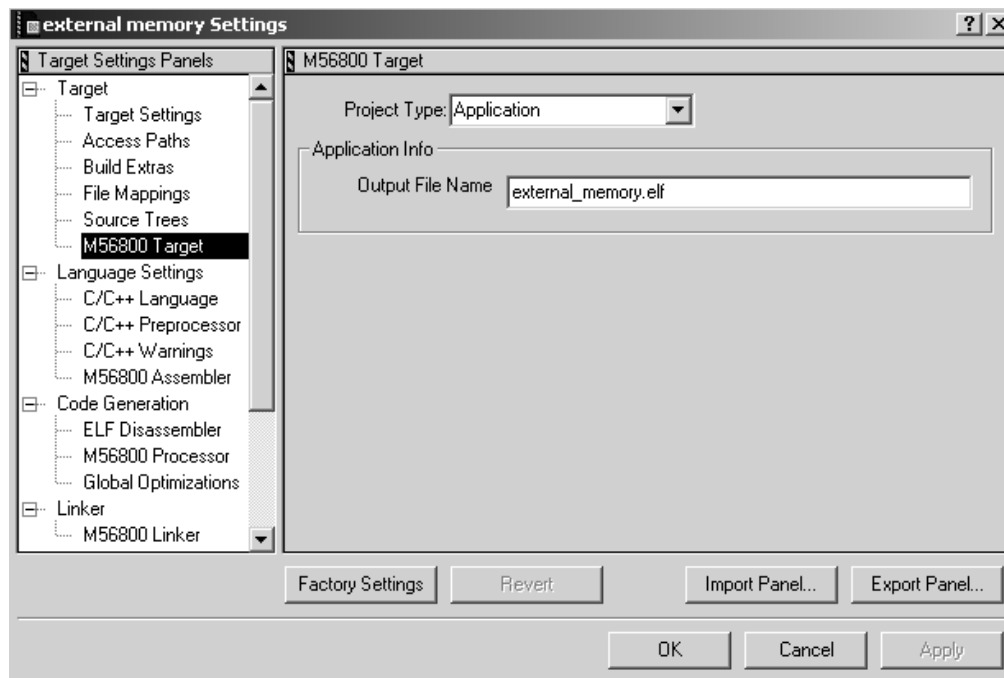 external memory Settings
Target Settings Panels
Target
Target Settings
Access Paths
Build Extras
File Mappings
Source Trees
M56800 Target
Language Settings
C/C++ Language
C/C++ Preprocessor
C/C++ Warnings
M56800 Assembler
Code Generation
ELF Disassembler
M56800 Processor
Global Optimizations
Linker
M56800 Linker
M56800 Target
Project Type: Application
Application Info
Output File Name external_memory.elf
Factory Settings Revert Import Panel... Export Panel...
OK Cancel Apply